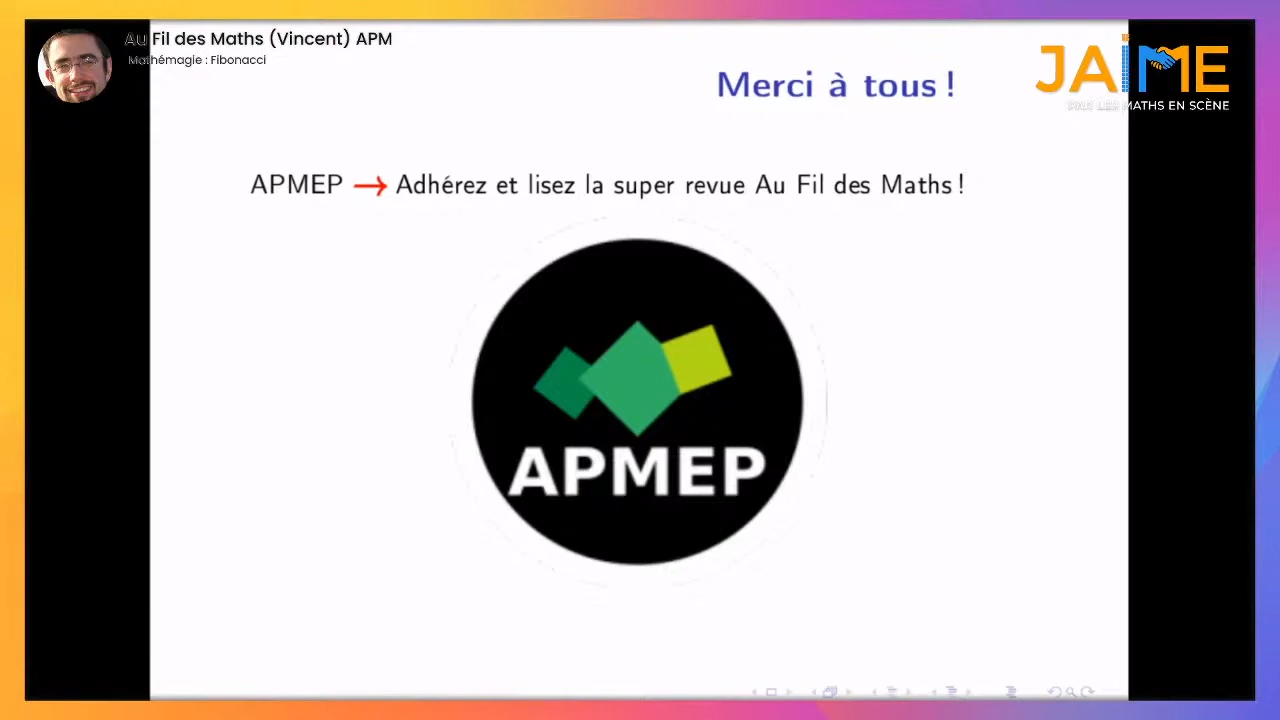 Au Fil des Maths (Vincent) APM
Mathémagie : Fibonacci
JAIME
PAR LES MATHS EN SCÈNE
Merci à tous !
APMEP → Adhérez et lisez la super revue Au Fil des Maths !
APMEP